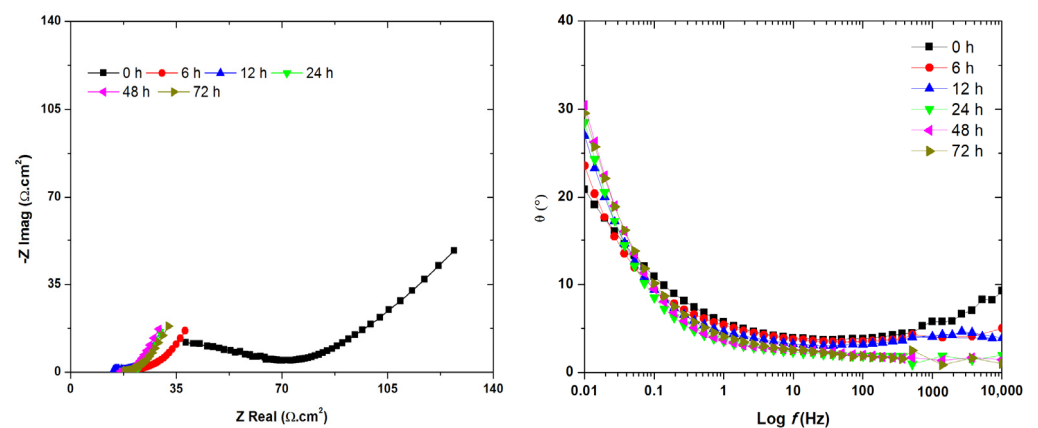 140
105
70
35
0
-Z Imag (Ω.cm²)
0 h 6 h 12 h 24 h
48 h 72 h
0 35 70 105 140
Z Real (Ω.cm²)
40
30
20
10
0
θ (°)
0 h
6 h
12 h
24 h
48 h
72 h
0.01 0.1 1 10 100 1000 10,000
Log f (Hz)